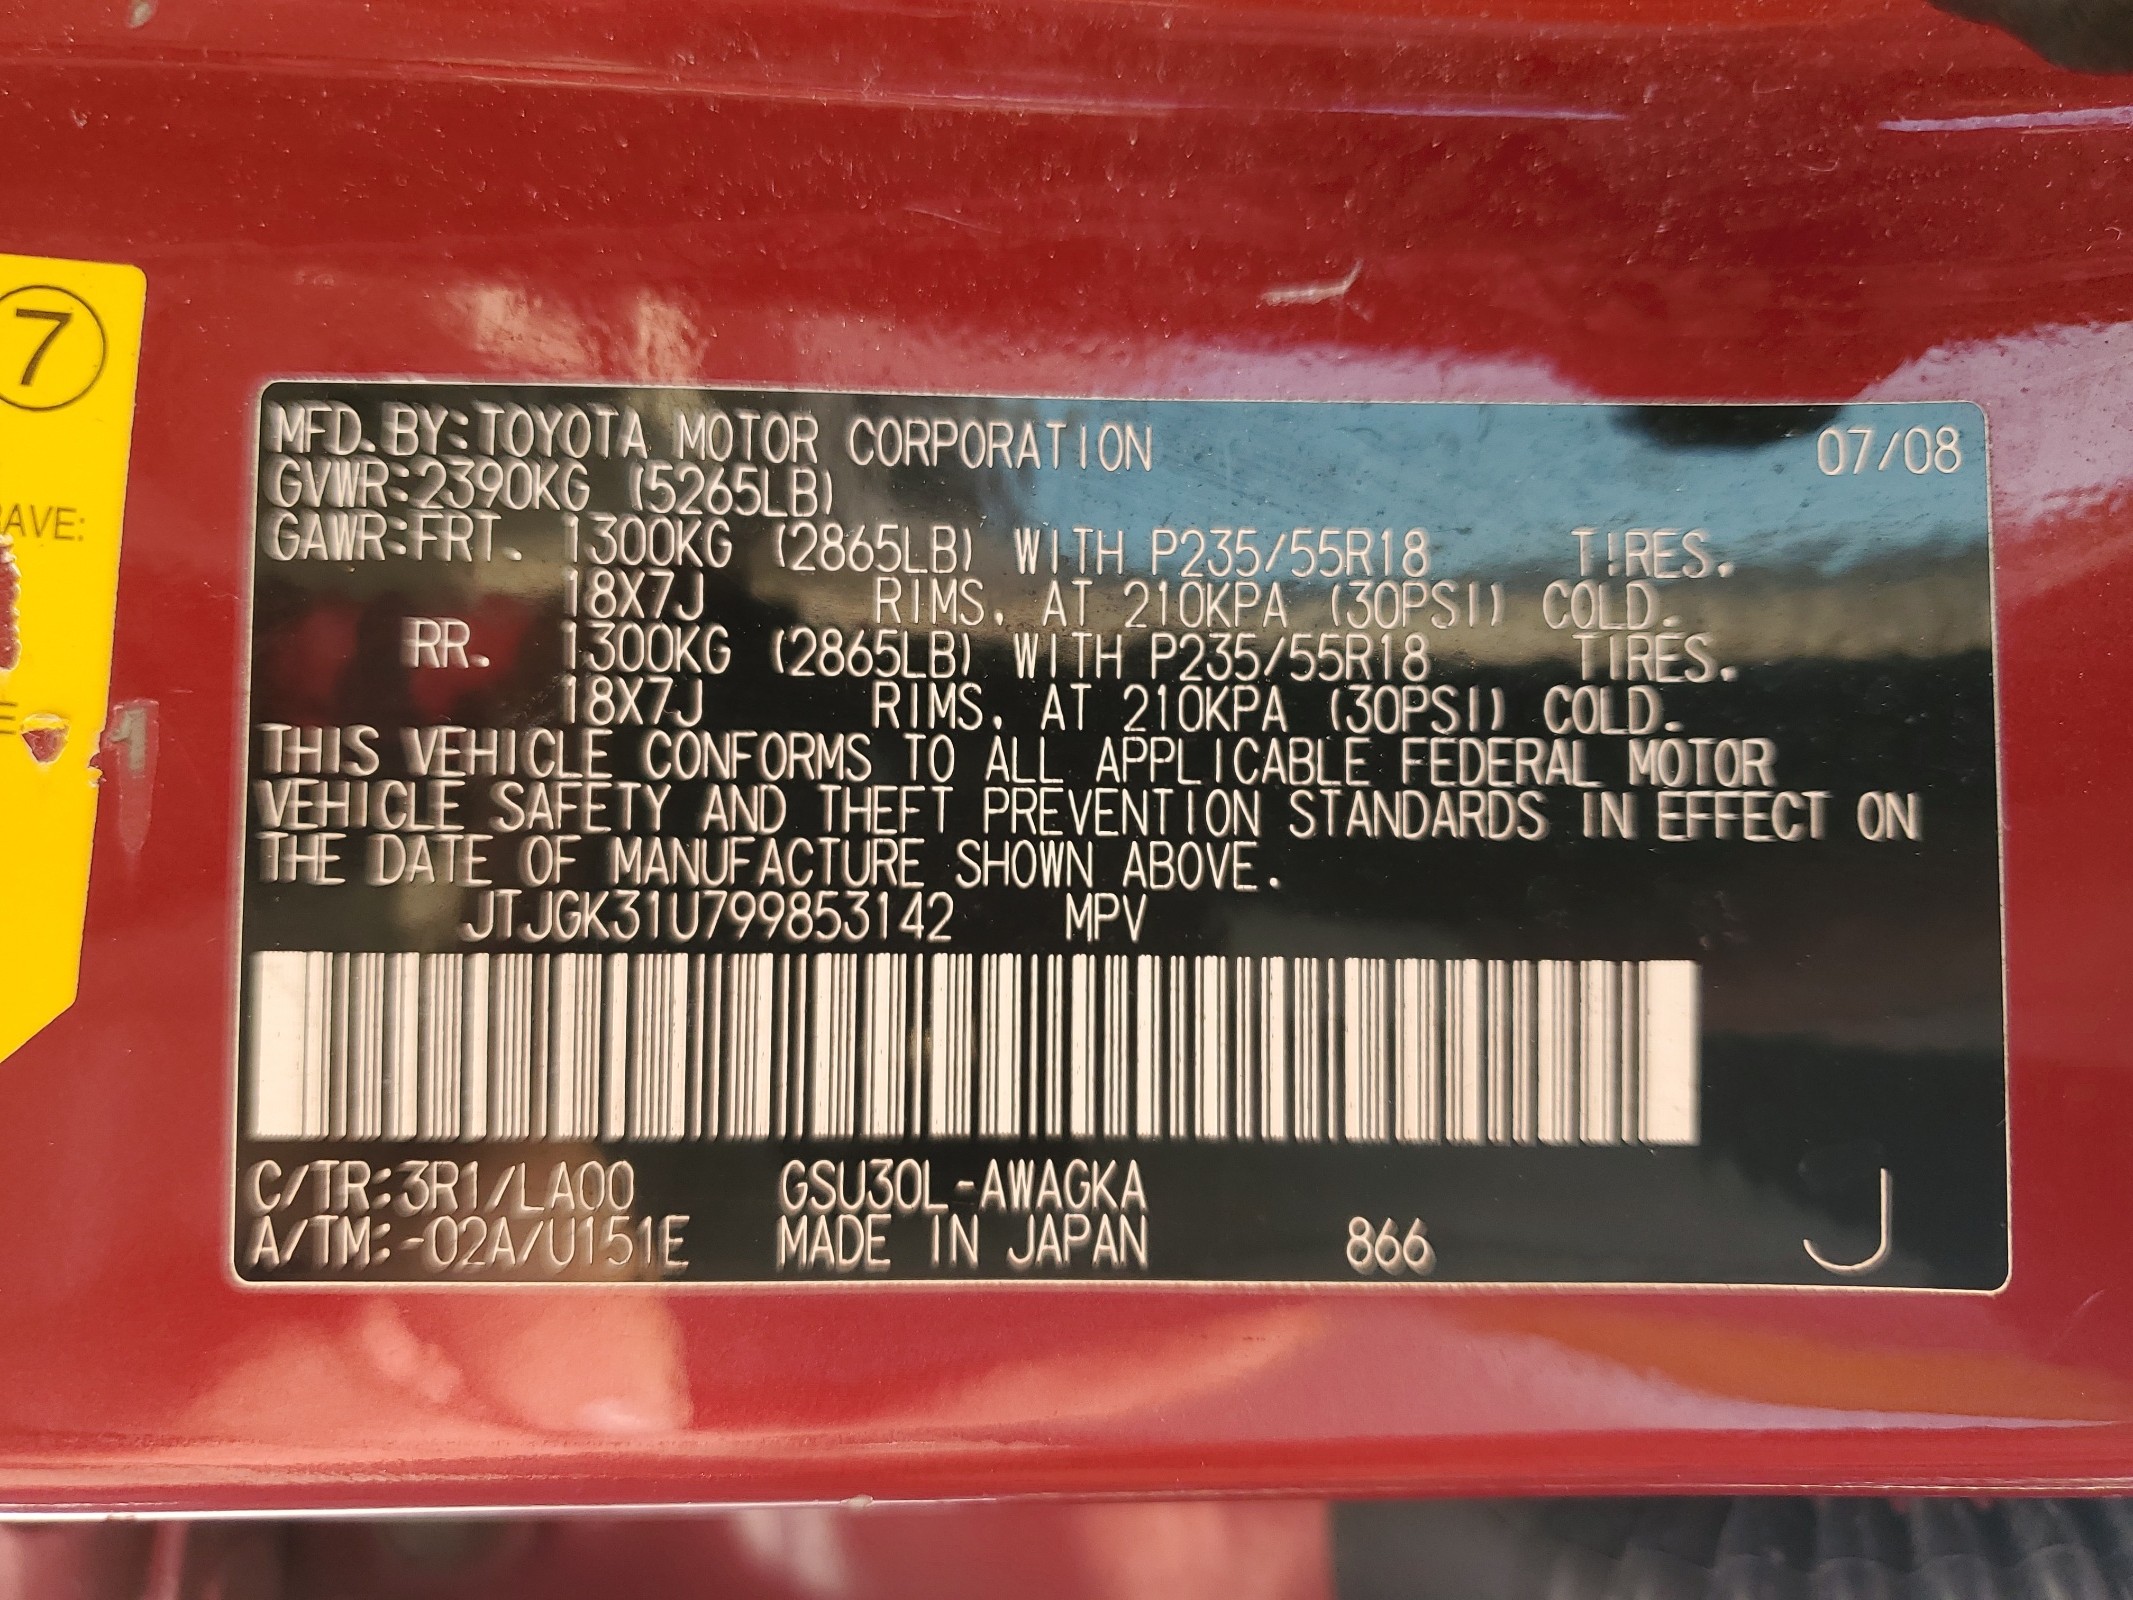 7
AVE:
MFD.BY:TOYOTA MOTOR CORPORATION 07/08
GVWR:2390KG (5265LB)
GAWR:FRT. 1300KG (2865LB) WITH P235/55R18 TIRES.
18X7J RIMS, AT 210KPA (30PSI) COLD.
RR. 1300KG (2865LB) WITH P235/55R18 TIRES.
18X7J RIMS, AT 210KPA (30PSI) COLD.
THIS VEHICLE CONFORMS TO ALL APPLICABLE FEDERAL MOTOR
VEHICLE SAFETY AND THEFT PREVENTION STANDARDS IN EFFECT ON
THE DATE OF MANUFACTURE SHOWN ABOVE.
JTJGK31U799853142 MPV
C/TR:3R1/LA00 GSU30L-AWAGKA
A/TM:-02A/U151E MADE IN JAPAN 866 J